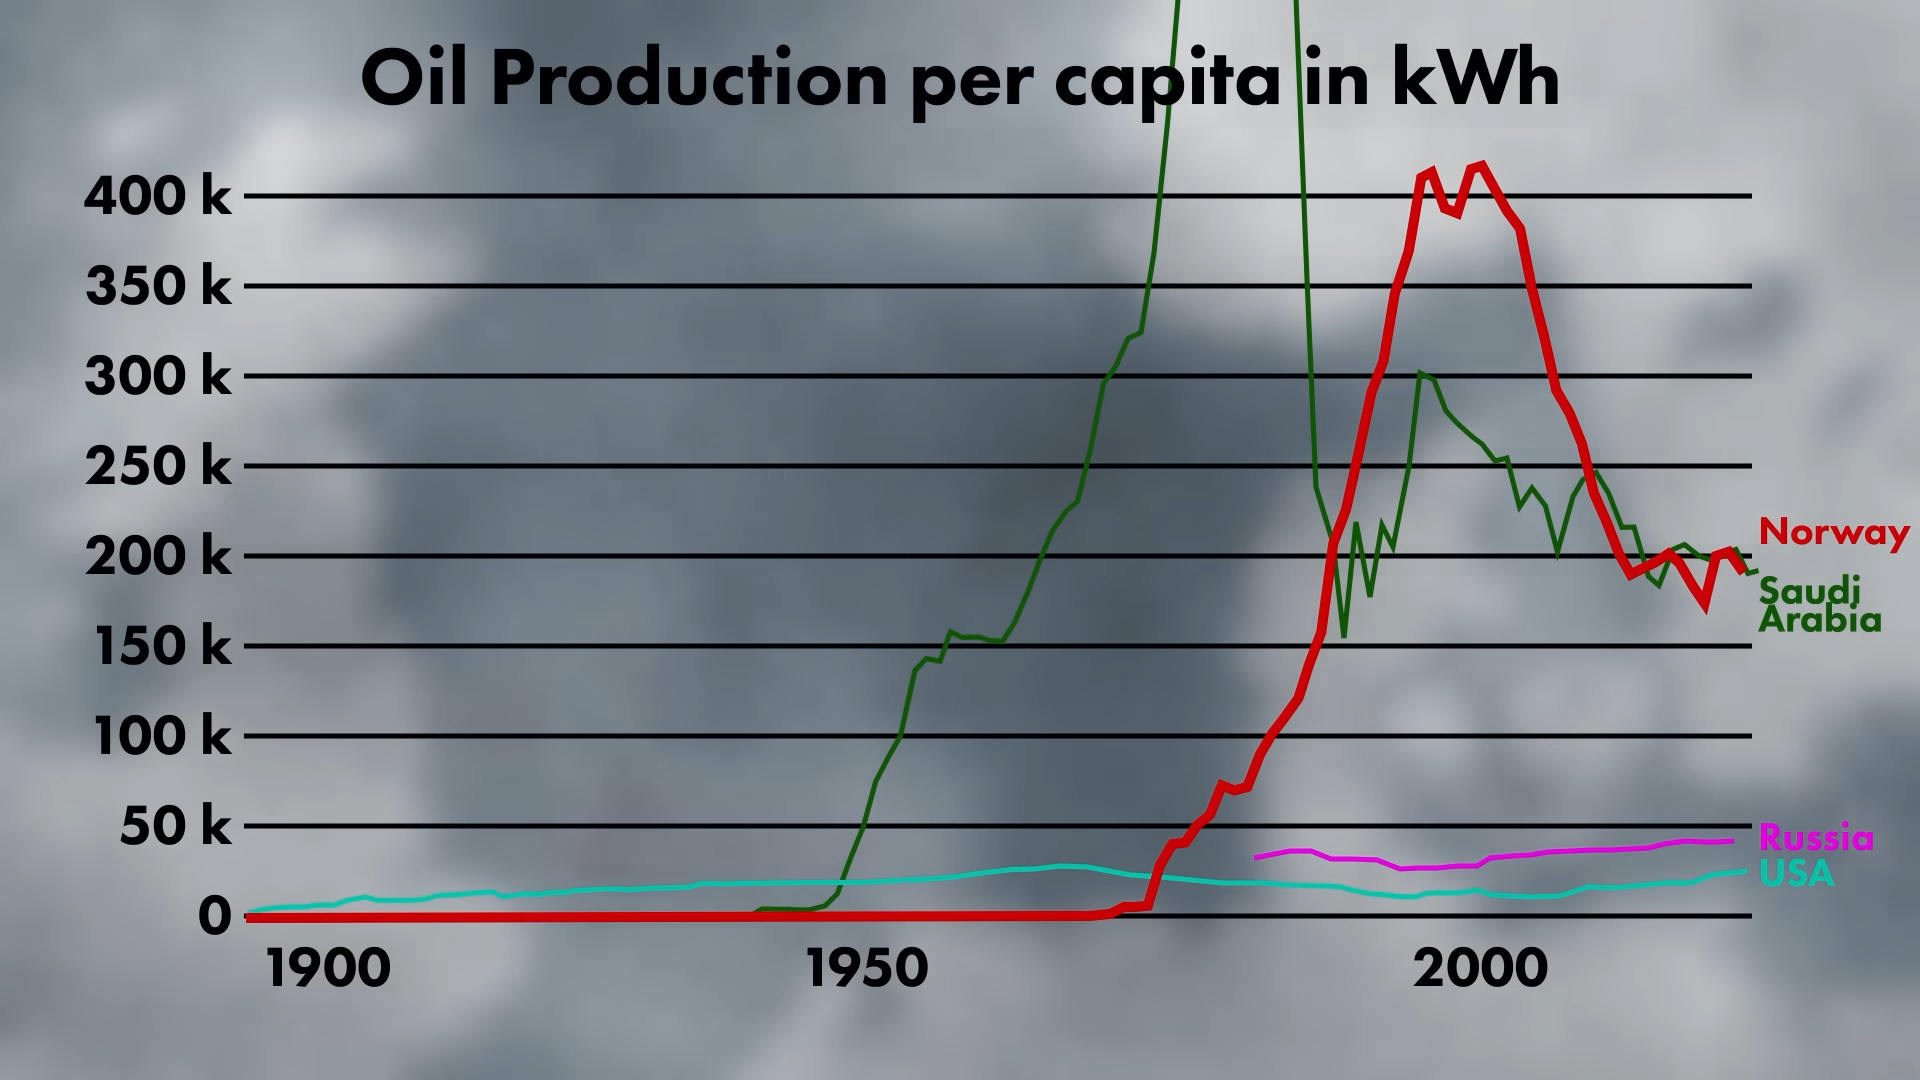 Oil Production per capita in kWh
400 k
350 k
300 k
250 k
200 k
150 k
100 k
50 k
0
1900 1950 2000
Norway
Saudi
Arabia
Russia
USA